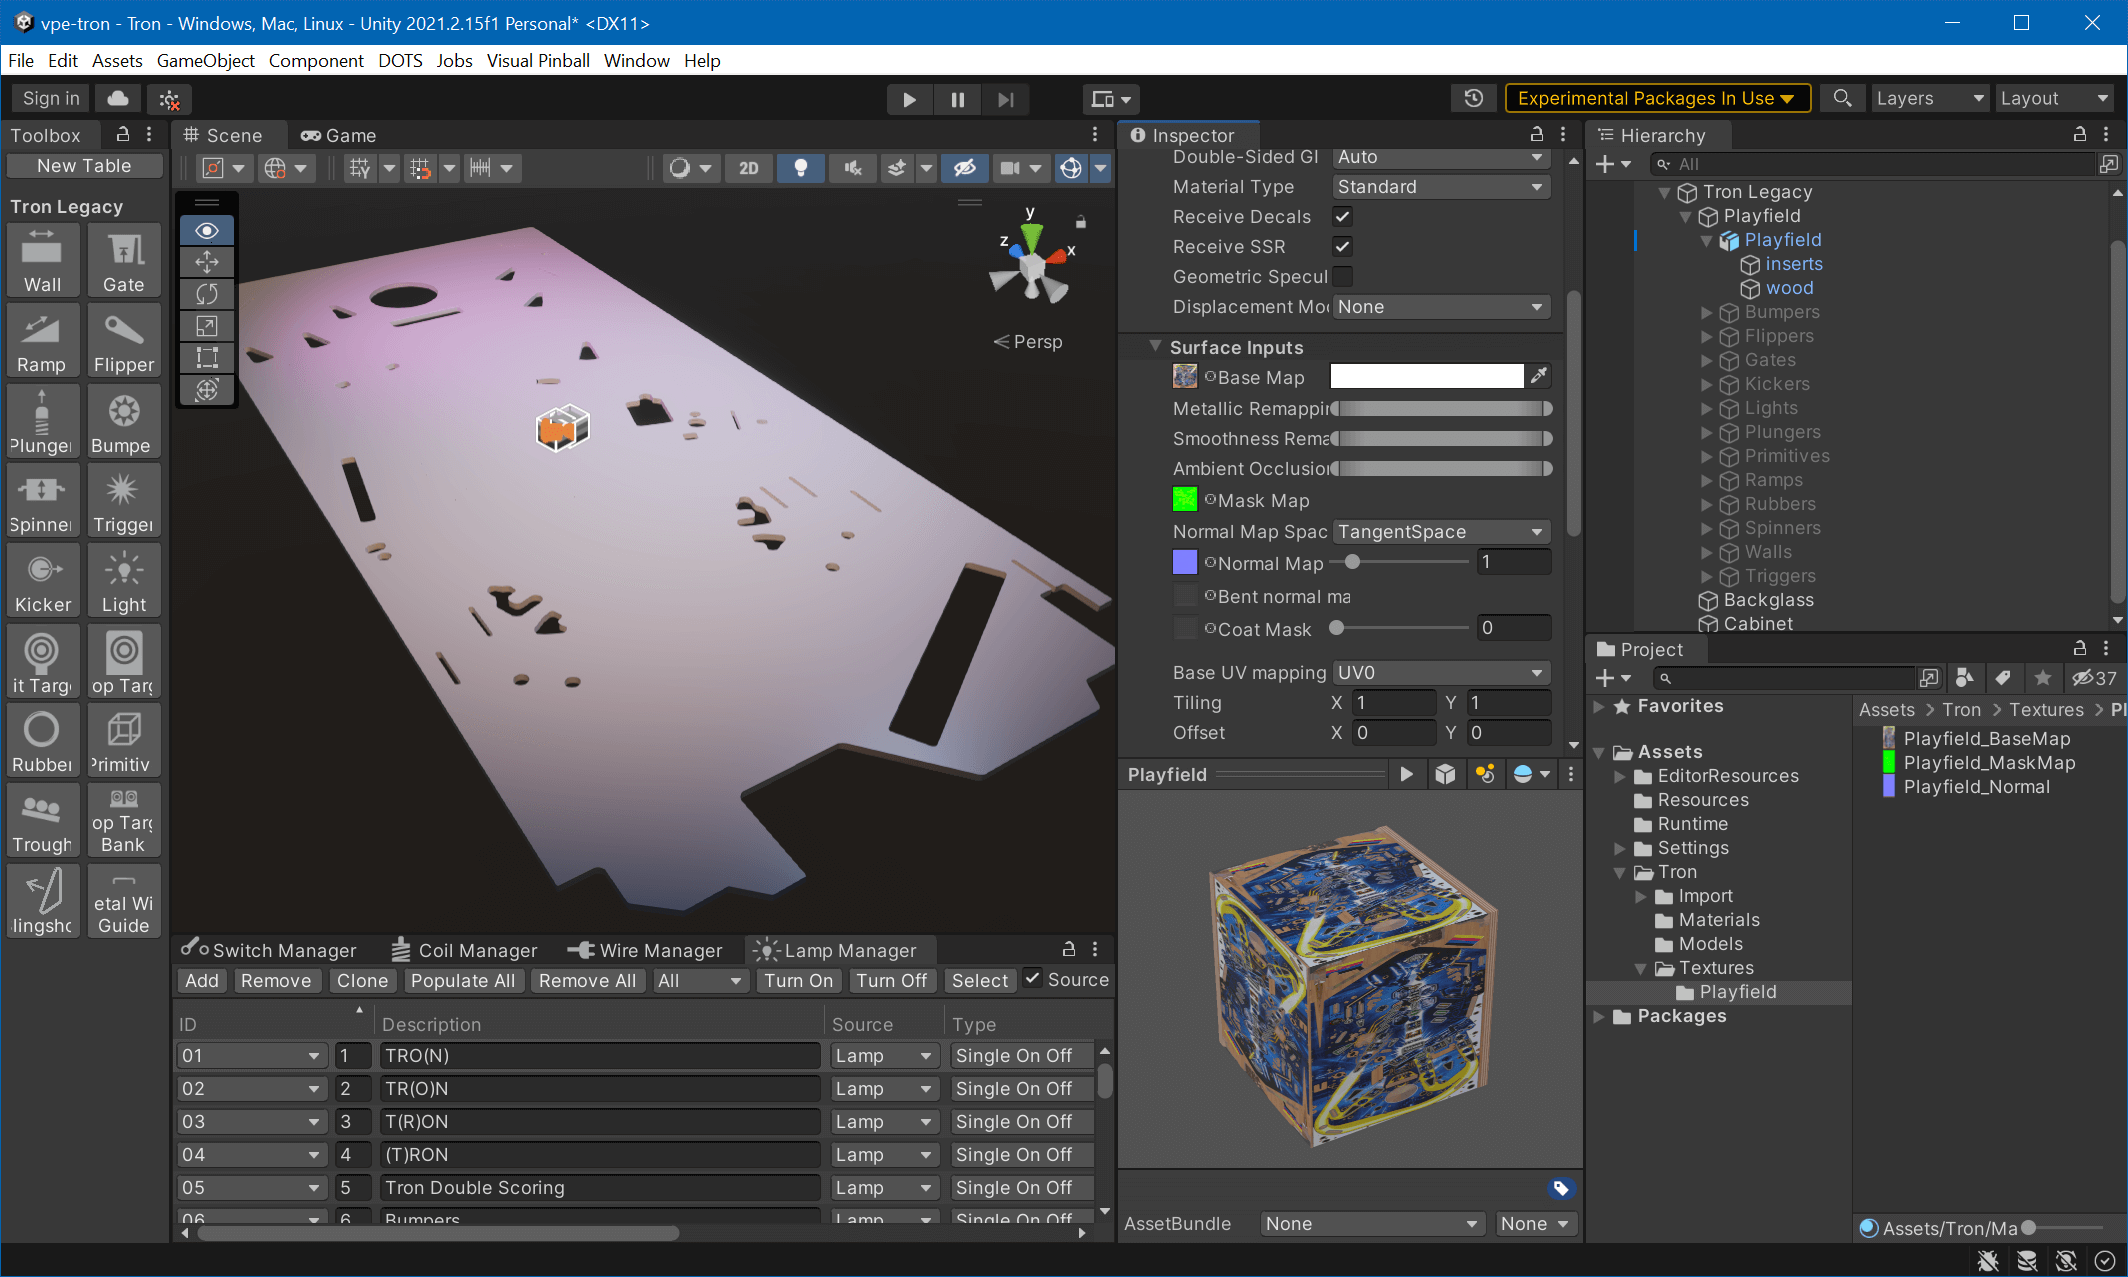 vpe-tron - Tron - Windows, Mac, Linux - Unity 2021.2.15f1 Personal* <DX11>
File Edit Assets GameObject Component DOTS Jobs Visual Pinball Window Help
Sign in
Experimental Packages In Use
Layers
Layout
Toolbox
New Table
Tron Legacy
Wall
Gate
Ramp
Flipper
Plunger
Bumpe
Spinner
Trigger
Kicker
Light
it Targ
op Targ
Rubber
Primitiv
Trough
op Targ
Bank
lingsho
etal Wi
Guide
Scene
Game
2D
y
x
z
Persp
Switch Manager
Coil Manager
Wire Manager
Lamp Manager
Add
Remove
Clone
Populate All
Remove All
All
Turn On
Turn Off
Select
Source
ID
Description
Source
Type
01 1 TRO(N) Lamp Single On Off
02 2 TR(O)N Lamp Single On Off
03 3 T(R)ON Lamp Single On Off
04 4 (T)RON Lamp Single On Off
05 5 Tron Double Scoring Lamp Single On Off
06 6 Bumpers Lamp Single On Off
Inspector
Double-Sided GI Auto
Material Type Standard
Receive Decals
Receive SSR
Geometric Specul
Displacement Mo None
Surface Inputs
Base Map
Metallic Remappi
Smoothness Rema
Ambient Occlusion
Mask Map
Normal Map Spac TangentSpace
Normal Map 1
Bent normal ma
Coat Mask 0
Base UV mapping UV0
Tiling X 1 Y 1
Offset X 0 Y 0
Playfield
AssetBundle None None
Hierarchy
All
Tron Legacy
Playfield
Playfield
inserts
wood
Bumpers
Flippers
Gates
Kickers
Lights
Plungers
Primitives
Ramps
Rubbers
Spinners
Walls
Triggers
Backglass
Cabinet
Project
37
Favorites
Assets
EditorResources
Resources
Runtime
Settings
Tron
Import
Materials
Models
Textures
Playfield
Packages
Assets > Tron > Textures > Pl
Playfield_BaseMap
Playfield_MaskMap
Playfield_Normal
Assets/Tron/Ma